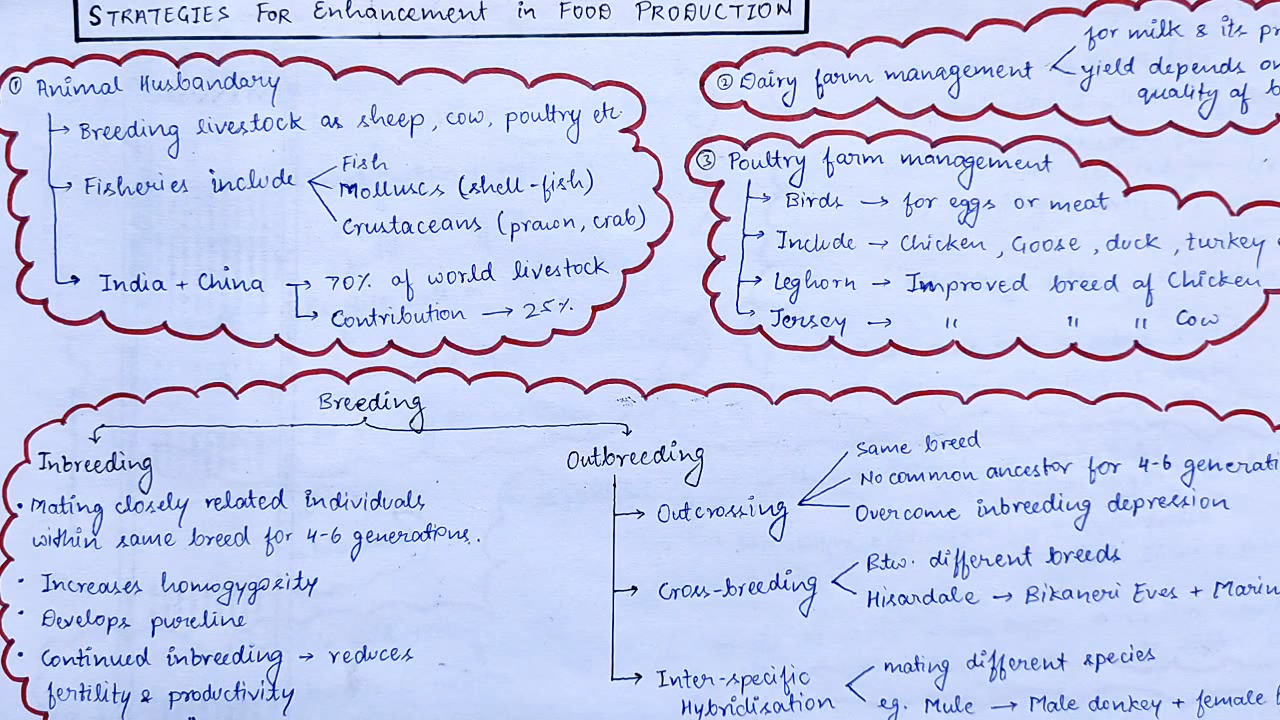 STRATEGIES FOR Enhancement in FOOD PRODUCTION
① Animal Husbandary
Breeding livestock as sheep, cow, poultry etc.
Fisheries include
Fish
Molluscs (shell-fish)
Crustaceans (prawn, crab)
India + China → 70% of world livestock
Contribution → 25%
② Dairy farm management
for milk & its
yield depends
quality of
③ Poultry farm management
Birds → for eggs or meat
Include → Chicken, Goose, duck, turkey
Leghorn → Improved breed of Chicken
Jersey → " " " Cow
Breeding
Inbreeding
• Mating closely related individuals
within same breed for 4-6 generations.
• Increases homogygosity
• Develops pureline
• Continued inbreeding → reduces
fertility & productivity
Outbreeding
Outcrossing
Same breed
No common ancestor for 4-6
Overcome inbreeding depression
Cross-breeding
Btw. different breeds
Hisardale → Bikaneri Eves +
Inter-specific
Hybridisation
mating different species
eg. Mule → Male donkey + female